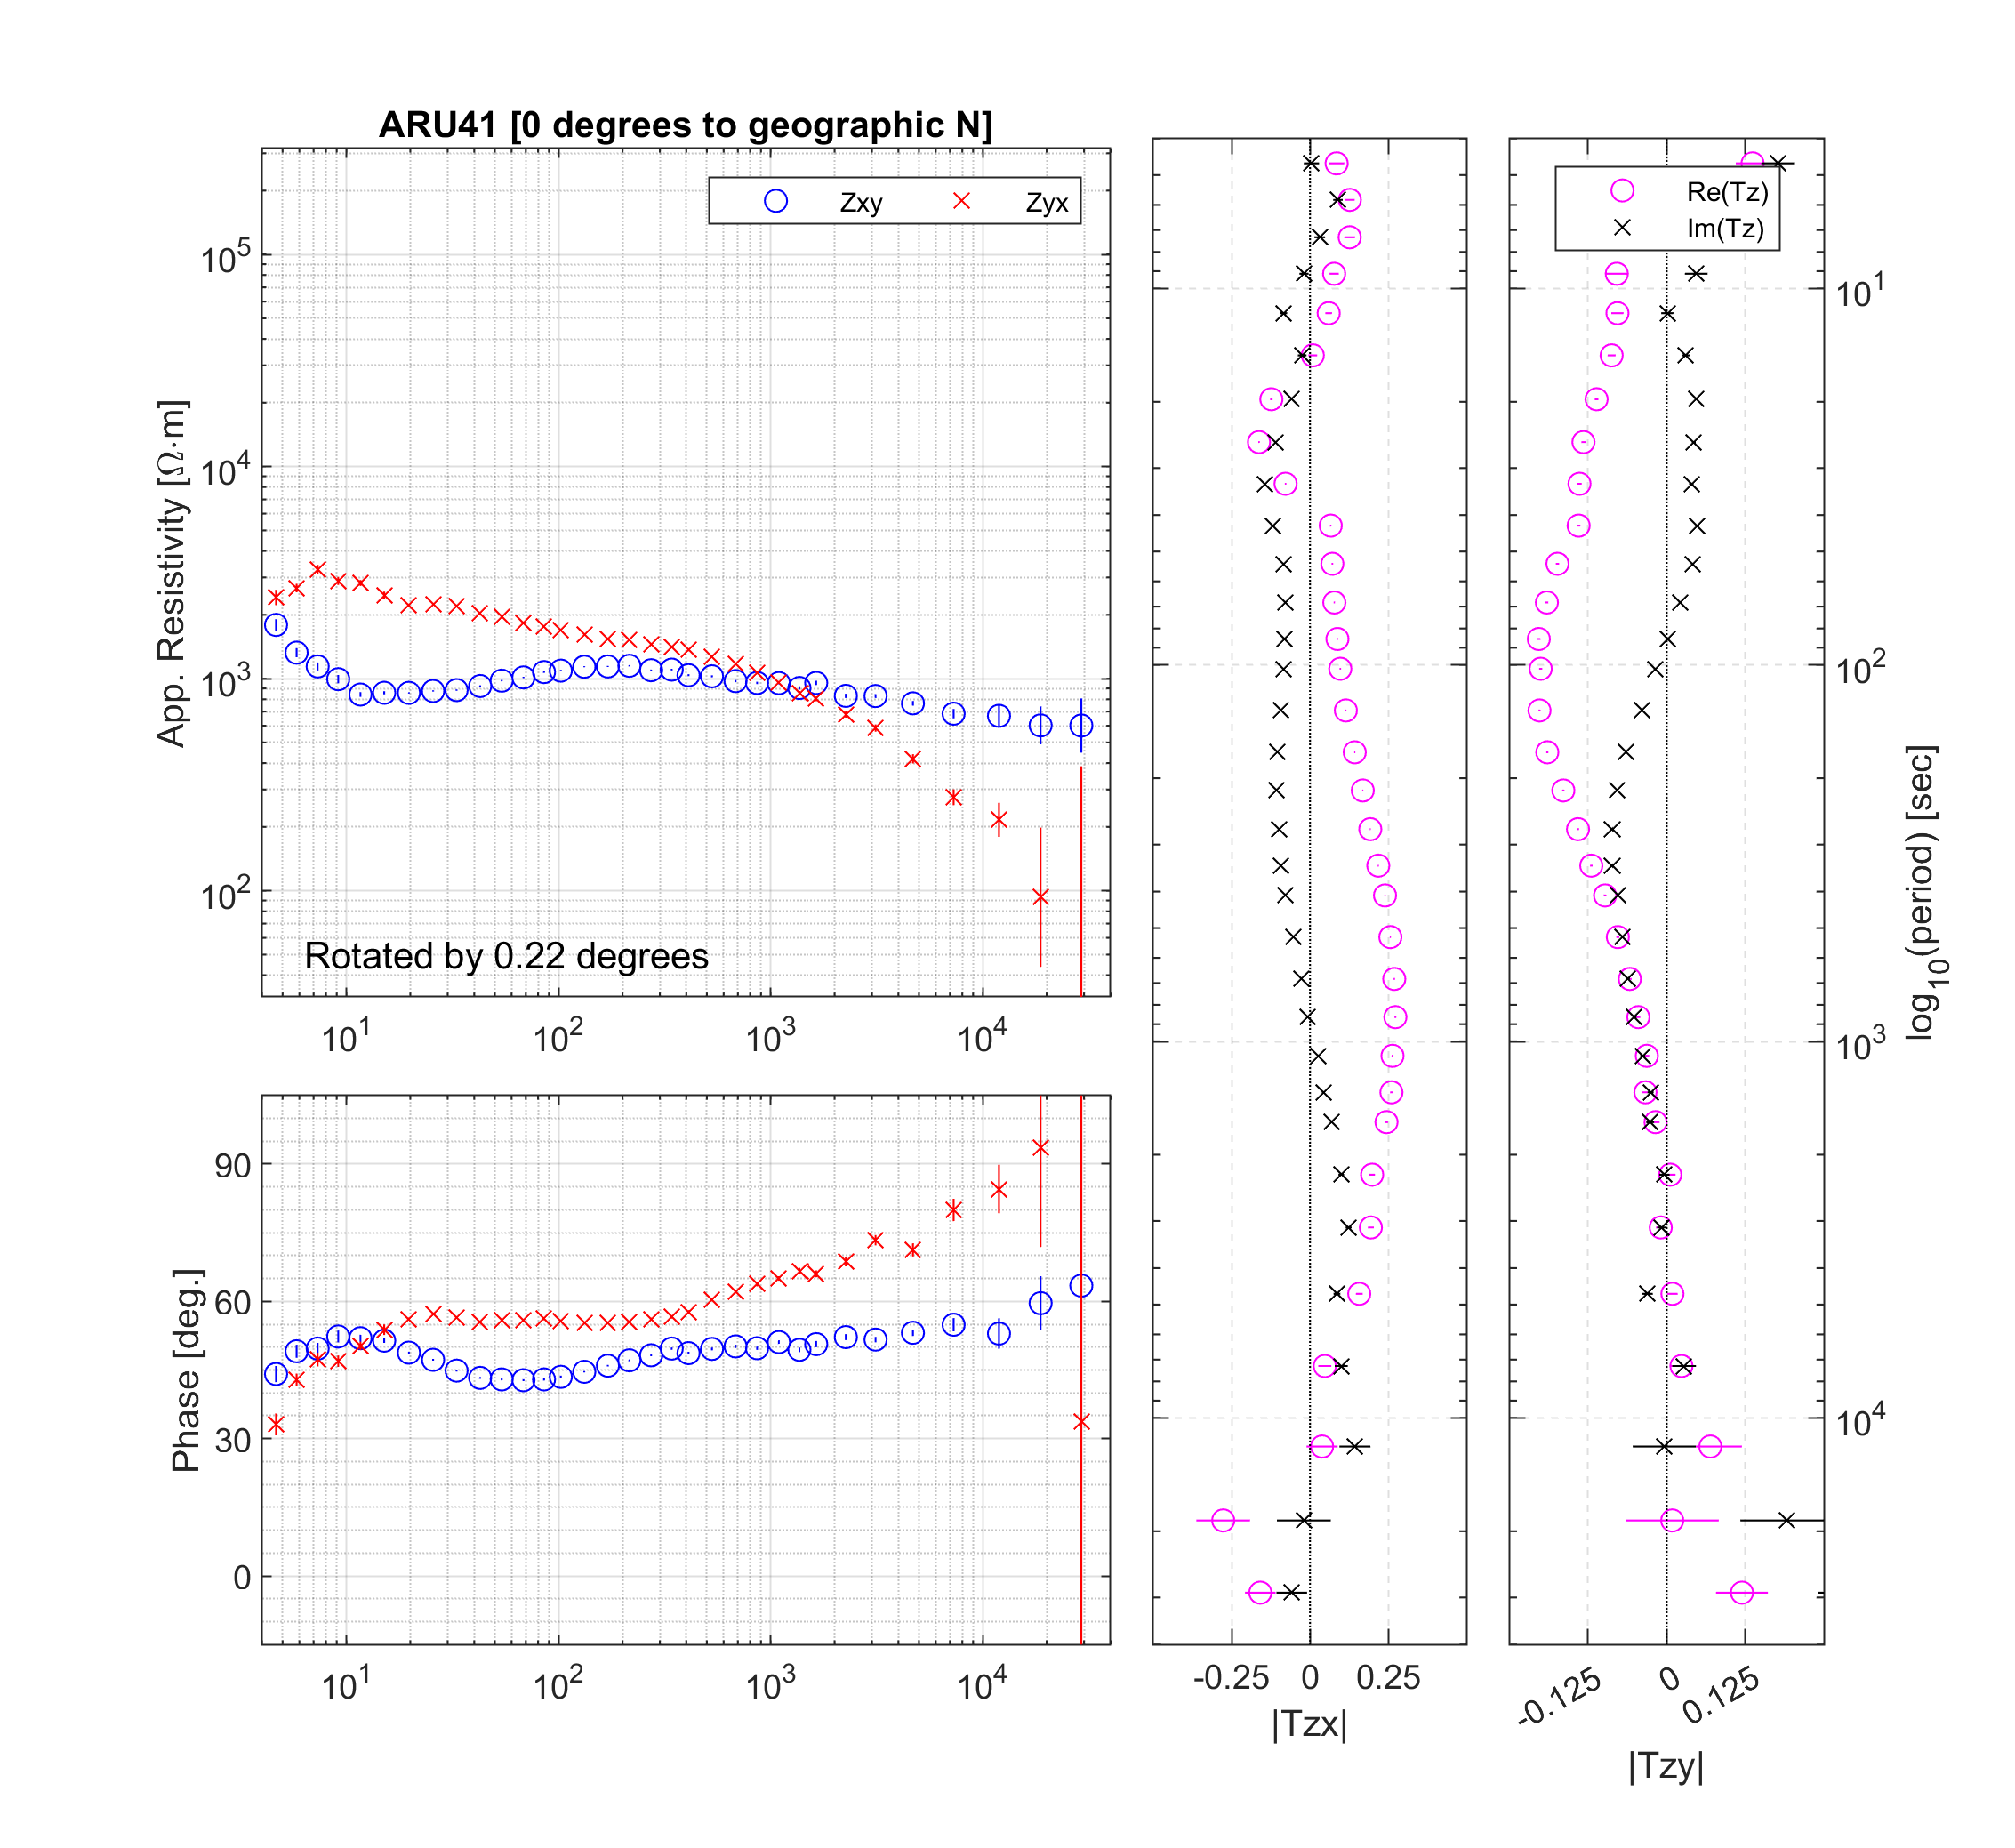 ARU41 [0 degrees to geographic N]
Zxy Zyx
App. Resistivity [Ω·m]
10^5
10^4
10^3
10^2
Rotated by 0.22 degrees
10^1 10^2 10^3 10^4
Phase [deg.]
90
60
30
0
10^1 10^2 10^3 10^4
-0.25 0 0.25
|Tzx|
Re(Tz)
Im(Tz)
-0.125 0 0.125
|Tzy|
10^1
10^2
10^3
10^4
log_10(period) [sec]